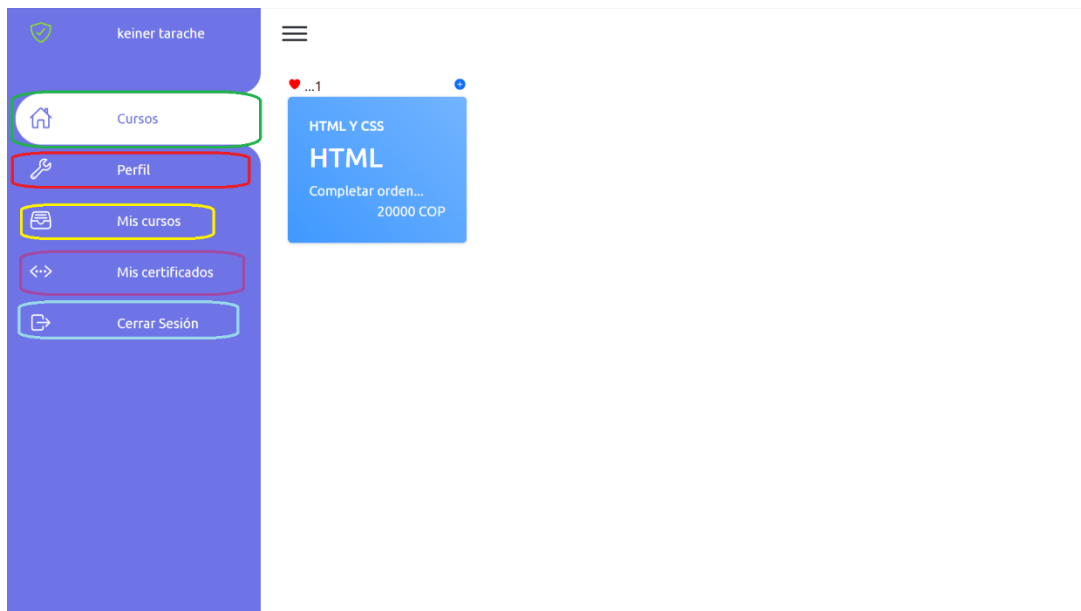 keiner tarache
Cursos
Perfil
Mis cursos
Mis certificados
Cerrar Sesión
...1
HTML Y CSS
HTML
Completar orden...
20000 COP